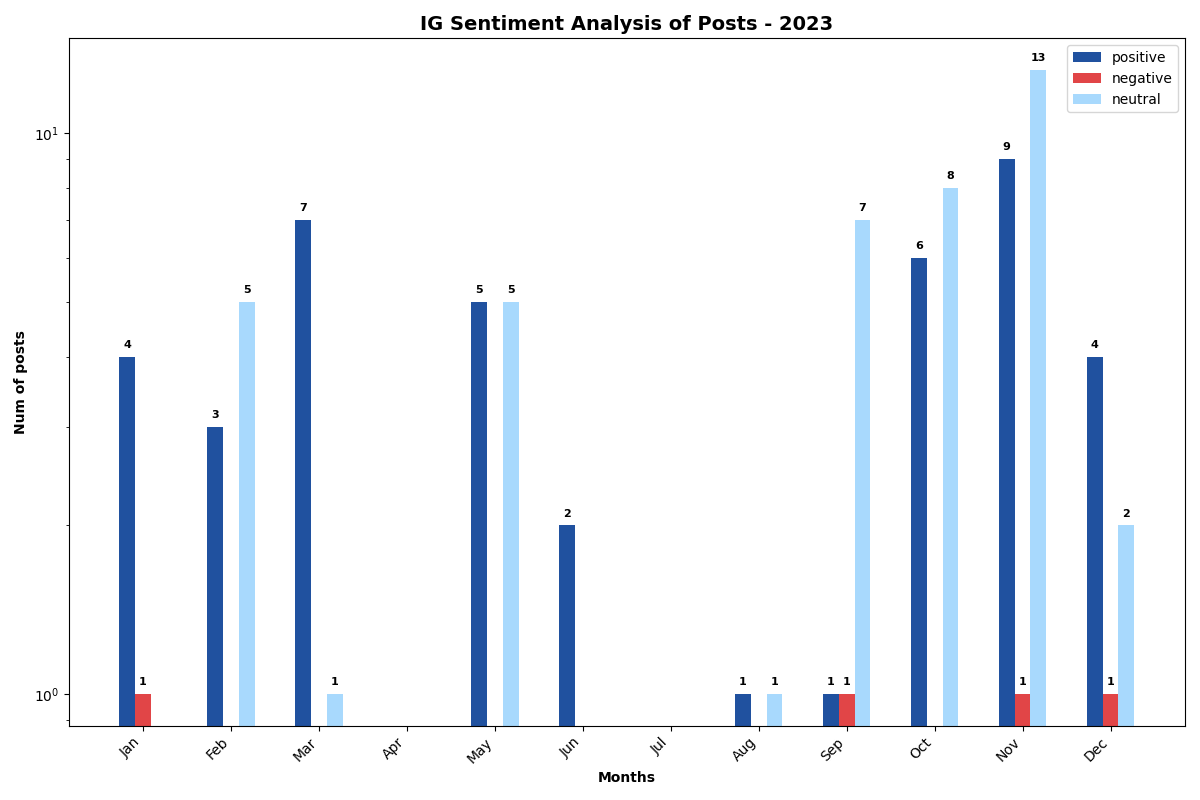 IG Sentiment Analysis of Posts - 2023
positive
negative
neutral
Num of posts
10¹
10⁰
4
1
3
5
7
1
5
5
2
1
1
1
1
7
6
8
9
1
13
4
1
2
Jan
Feb
Mar
Apr
May
Jun
Jul
Aug
Sep
Oct
Nov
Dec
Months